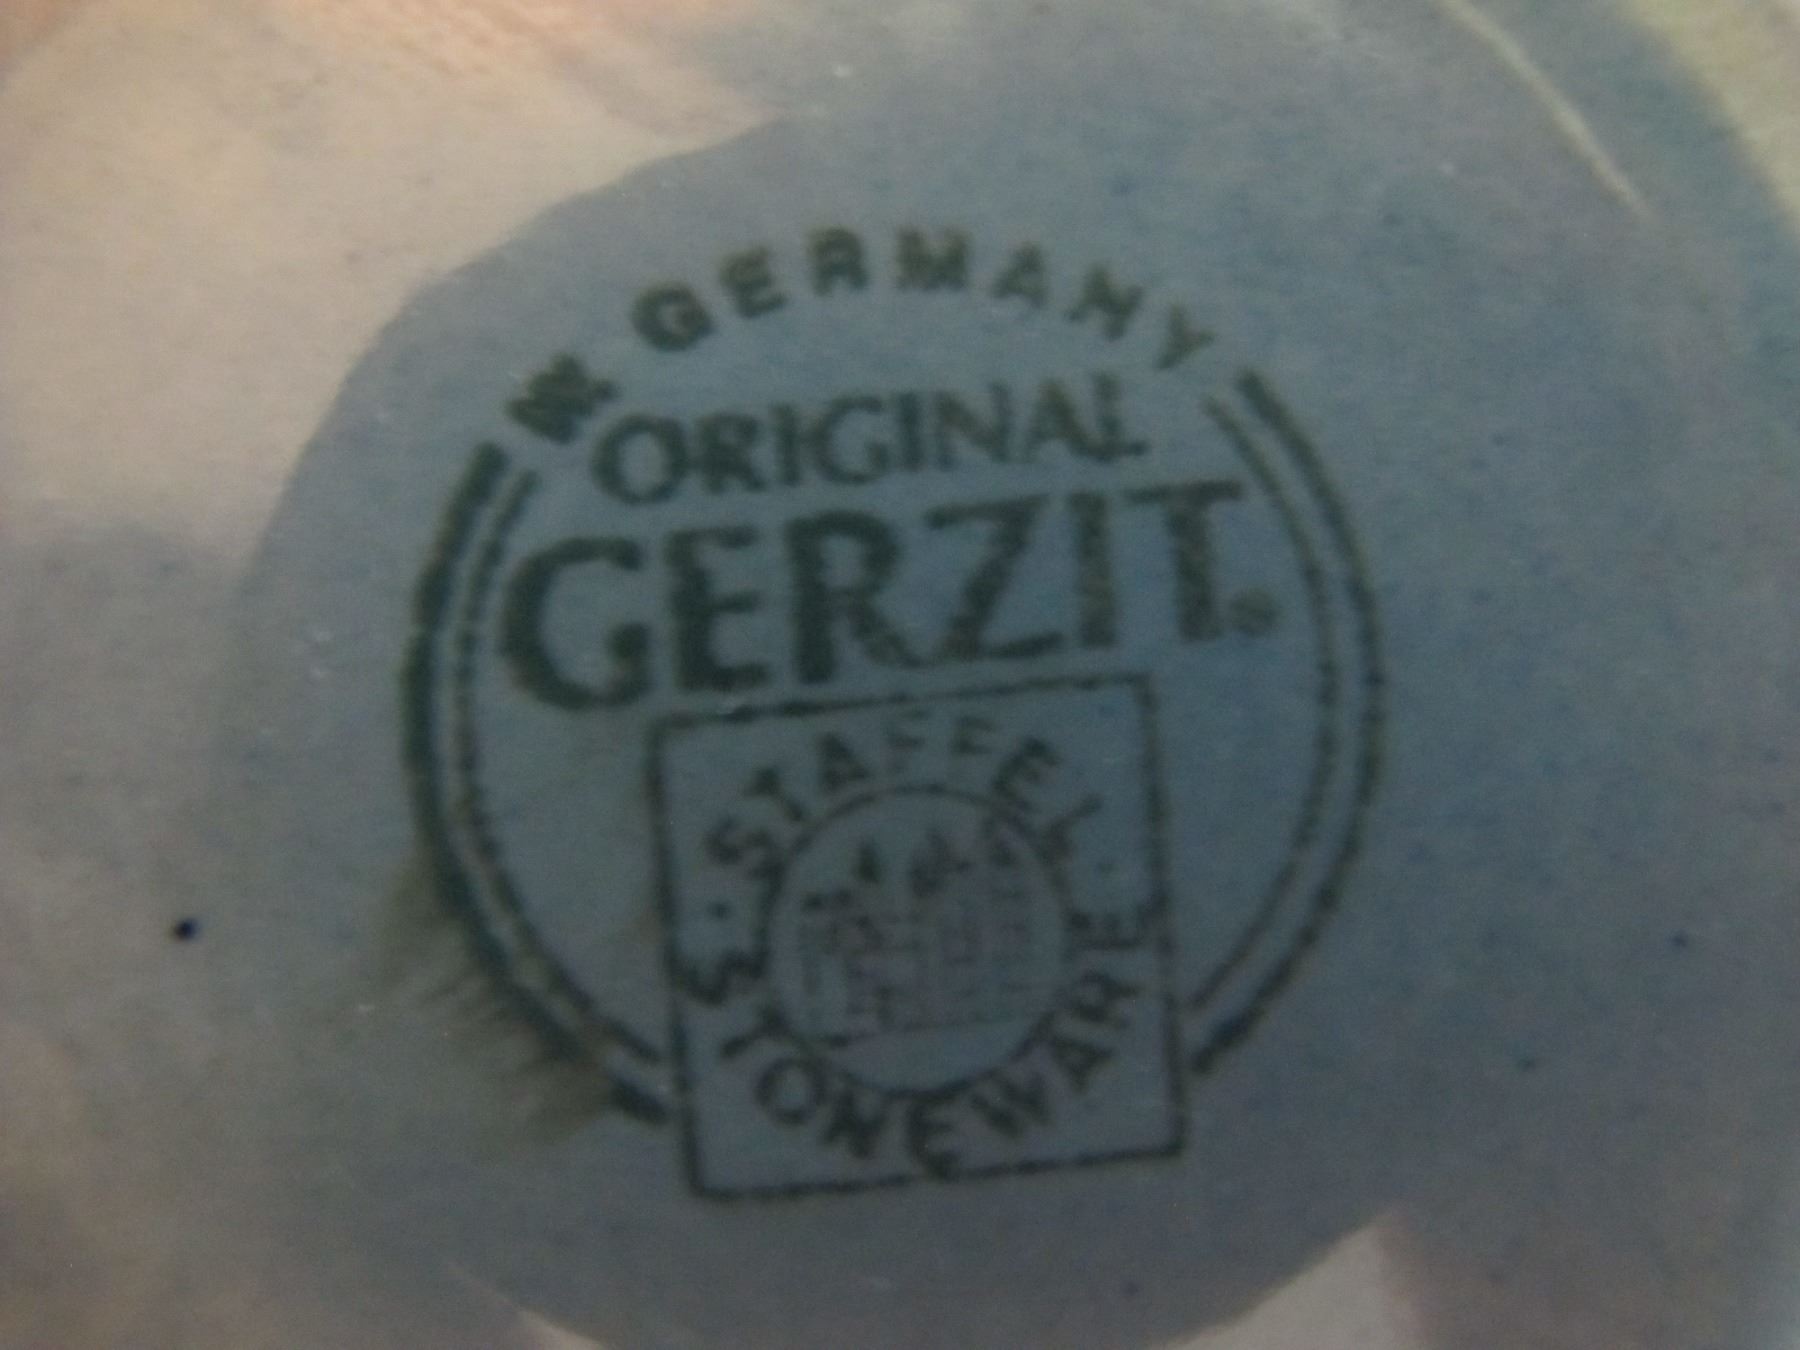 W. GERMANY
ORIGINAL
GERZIT®
·STAFFEL·
STONEWARE